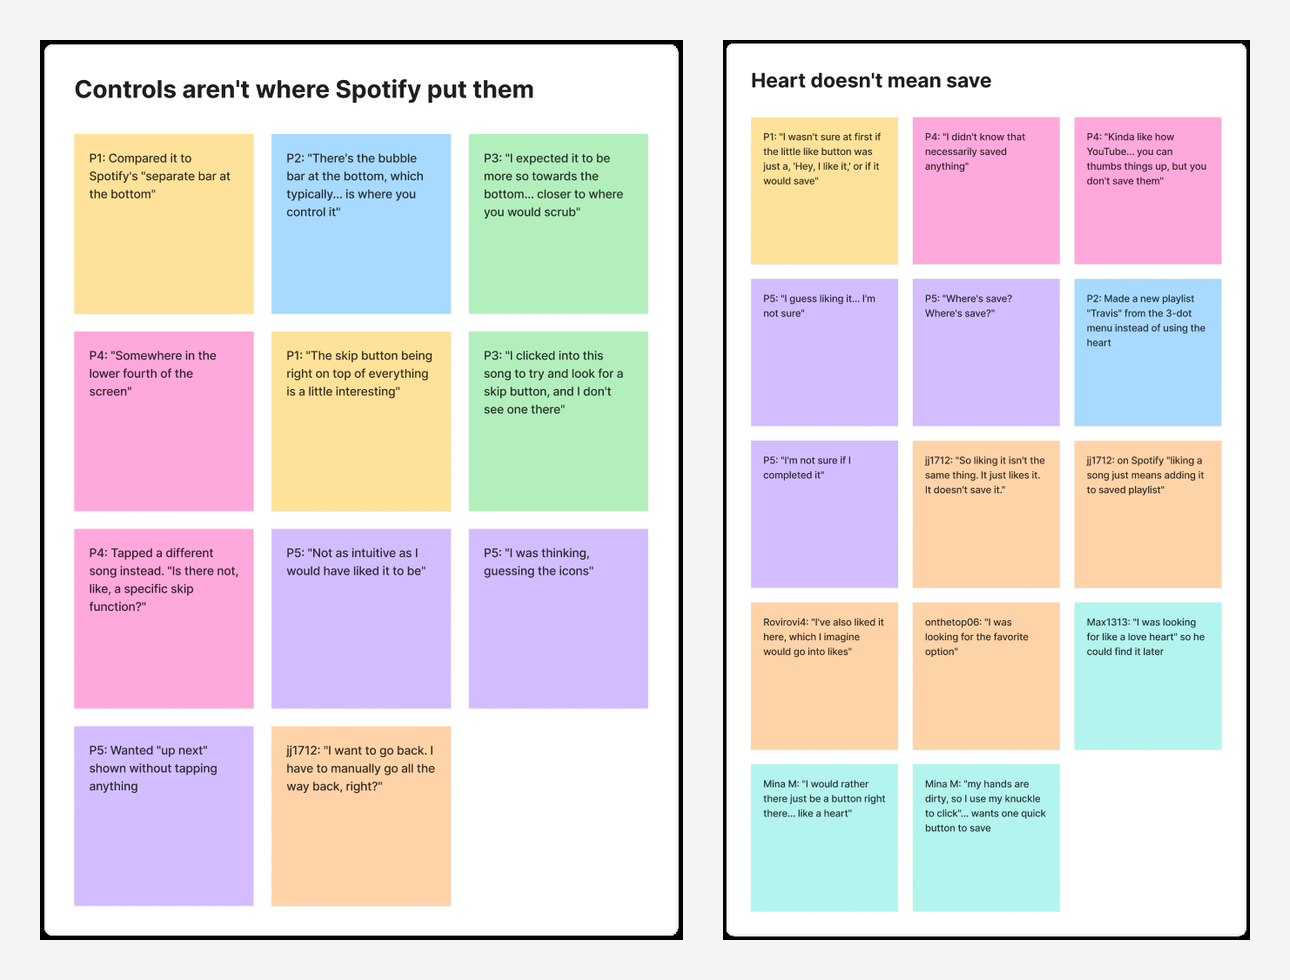 Controls aren't where Spotify put them
P1: Compared it to
Spotify's "separate bar at
the bottom"
P2: "There's the bubble
bar at the bottom, which
typically... is where you
control it"
P3: "I expected it to be
more so towards the
bottom... closer to where
you would scrub"
P4: "Somewhere in the
lower fourth of the
screen"
P1: "The skip button being
right on top of everything
is a little interesting"
P3: "I clicked into this
song to try and look for a
skip button, and I don't
see one there"
P4: Tapped a different
song instead. "Is there not,
like, a specific skip
function?"
P5: "Not as intuitive as I
would have liked it to be"
P5: "I was thinking,
guessing the icons"
P5: Wanted "up next"
shown without tapping
anything
jj1712: "I want to go back. I
have to manually go all the
way back, right?"
Heart doesn't mean save
P1: "I wasn't sure at first if
the little like button was
just a, 'Hey, I like it,' or if it
would save"
P4: "I didn't know that
necessarily saved
anything"
P4: "Kinda like how
YouTube... you can
thumbs things up, but you
don't save them"
P5: "I guess liking it... I'm
not sure"
P5: "Where's save?
Where's save?"
P2: Made a new playlist
"Travis" from the 3-dot
menu instead of using the
heart
P5: "I'm not sure if I
completed it"
jj1712: "So liking it isn't the
same thing. It just likes it.
It doesn't save it."
jj1712: on Spotify "liking a
song just means adding it
to saved playlist"
Rovirovi4: "I've also liked it
here, which I imagine
would go into likes"
onthetop06: "I was
looking for the favorite
option"
Max1313: "I was looking
for like a love heart" so he
could find it later
Mina M: "I would rather
there just be a button right
there... like a heart"
Mina M: "my hands are
dirty, so I use my knuckle
to click"... wants one quick
button to save